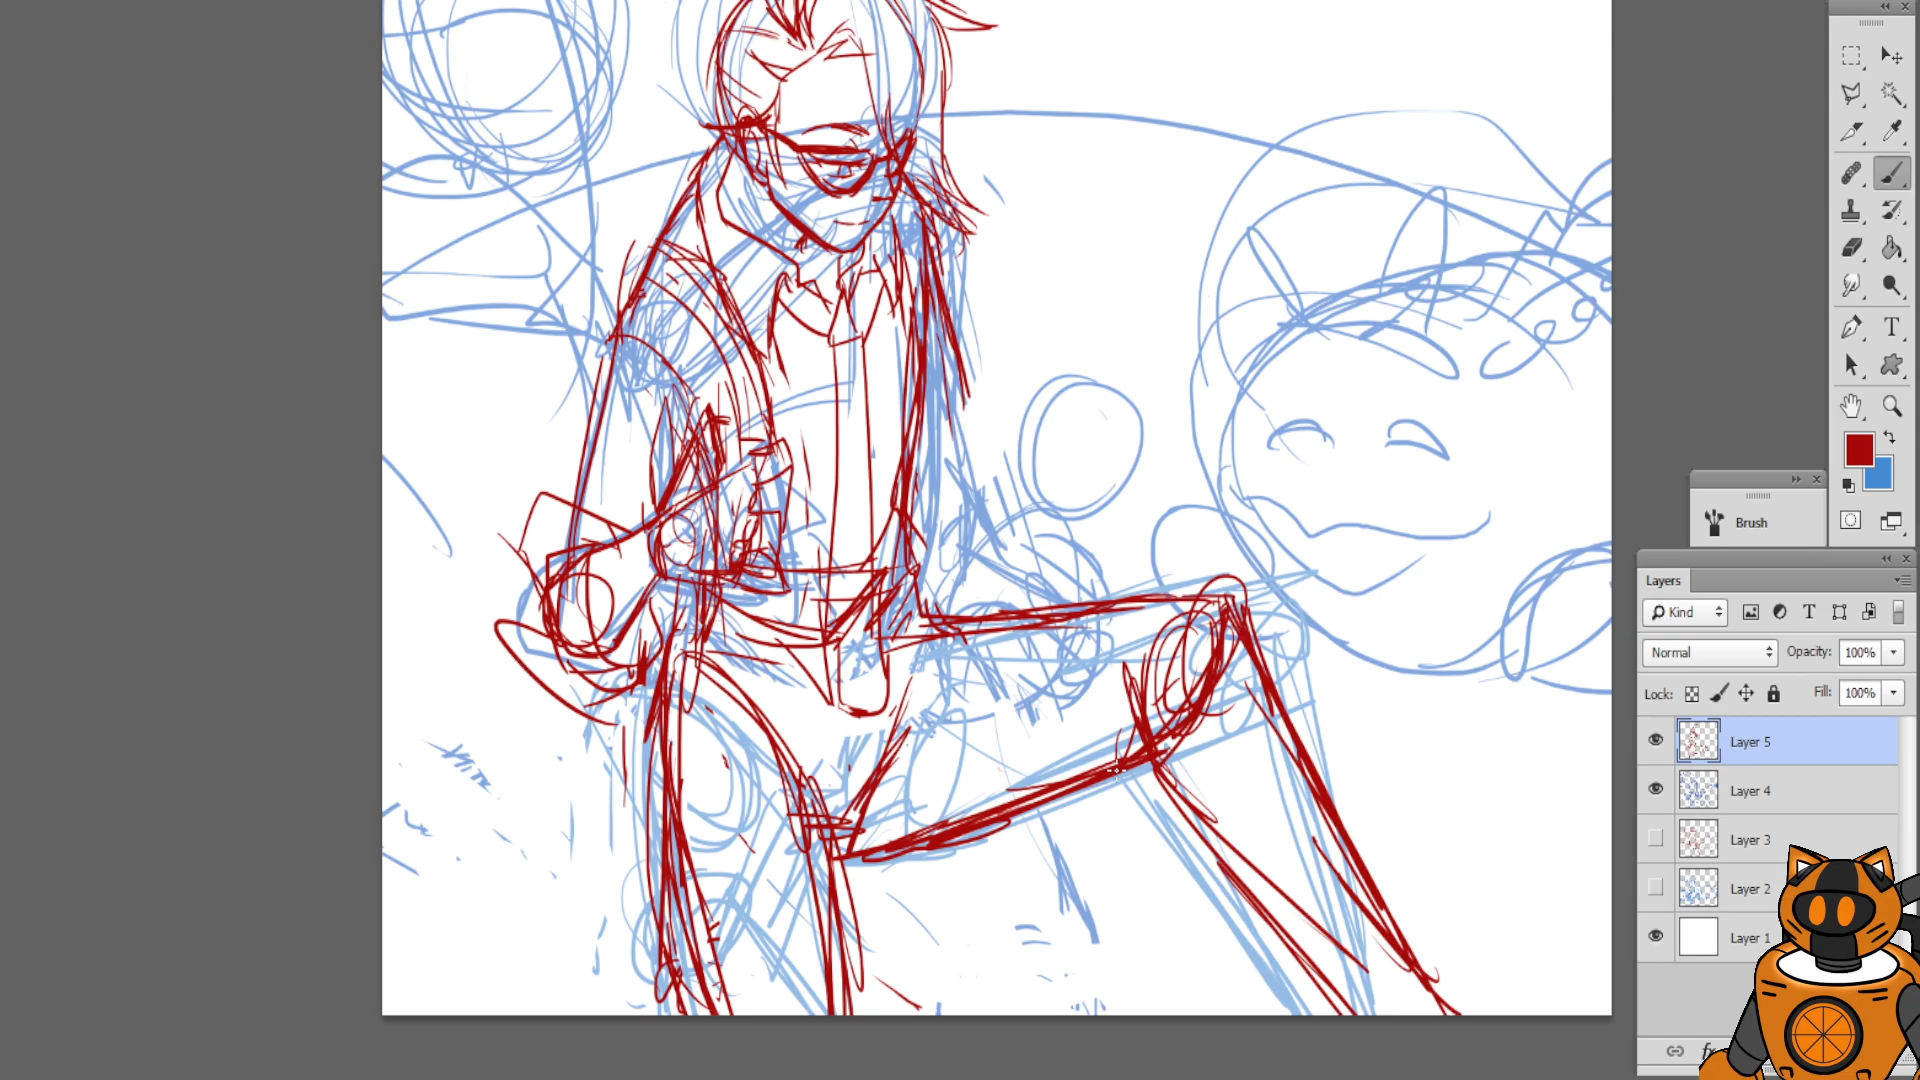 T
Brush
Layers
Kind
T
Normal
Opacity: 100%
Lock:
Fill: 100%
Layer 5
Layer 4
Layer 3
Layer 2
Layer 1
fx